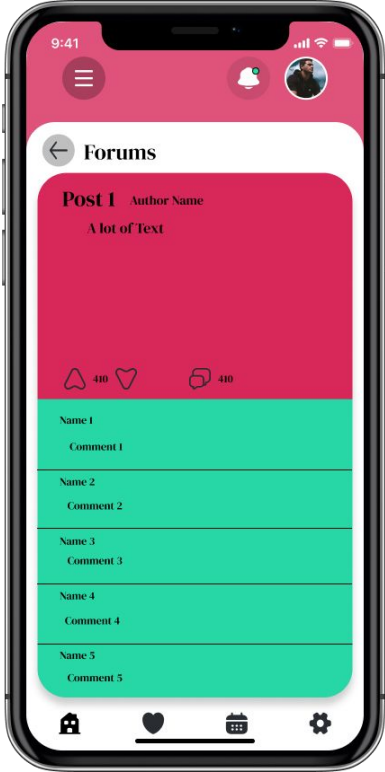 9:41
Forums
Post 1 Author Name
A lot of Text
410 410
Name 1
Comment 1
Name 2
Comment 2
Name 3
Comment 3
Name 4
Comment 4
Name 5
Comment 5